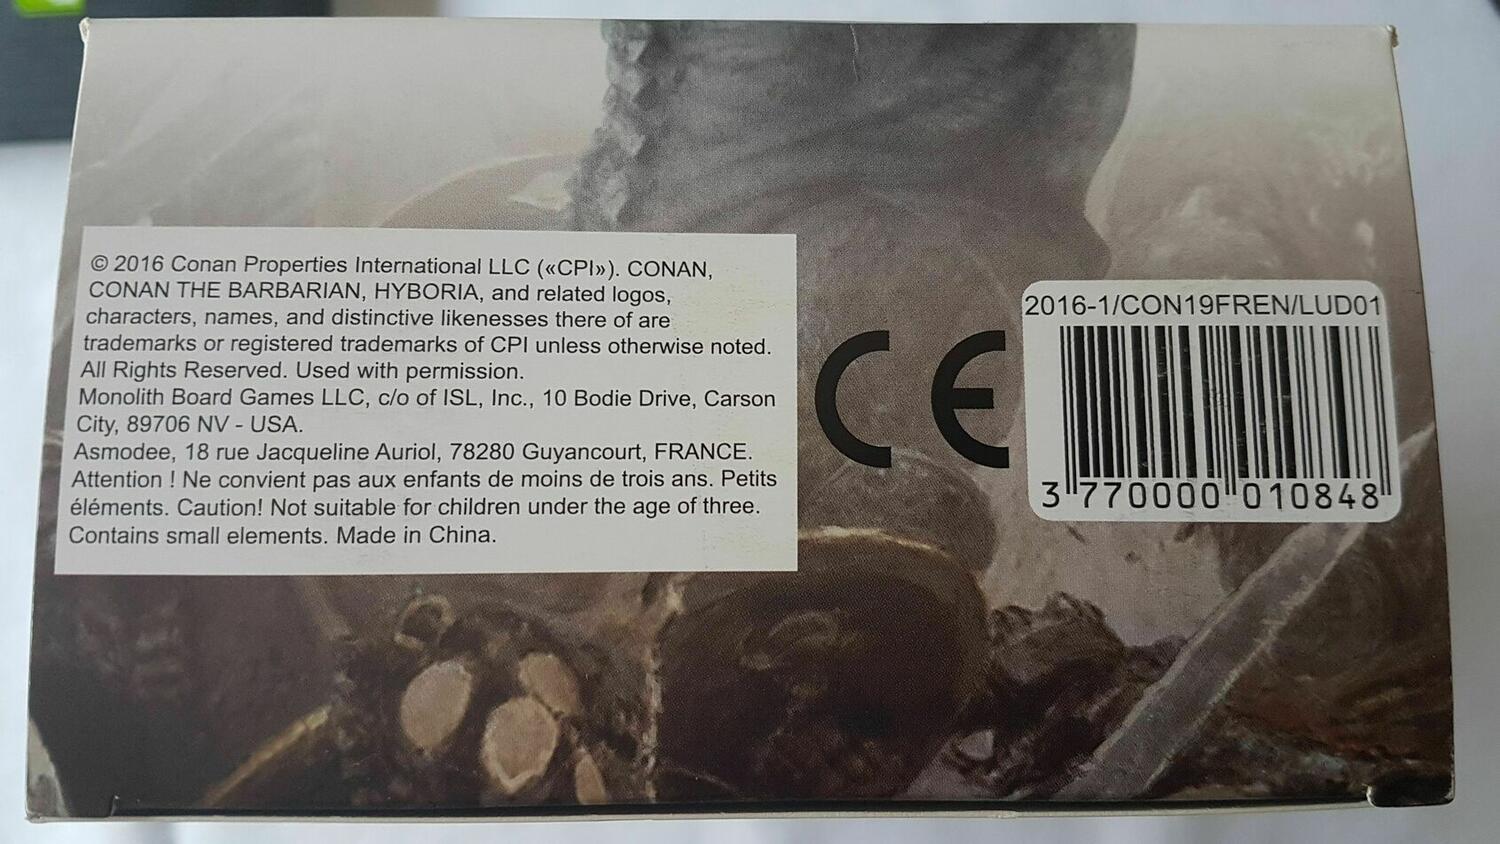 © 2016 Conan Properties International LLC («CPI»). CONAN,
CONAN THE BARBARIAN, HYBORIA, and related logos,
characters, names, and distinctive likenesses there of are
trademarks or registered trademarks of CPI unless otherwise noted.
All Rights Reserved. Used with permission.
Monolith Board Games LLC, c/o of ISL, Inc., 10 Bodie Drive, Carson
City, 89706 NV - USA.
Asmodee, 18 rue Jacqueline Auriol, 78280 Guyancourt, FRANCE.
Attention ! Ne convient pas aux enfants de moins de trois ans. Petits
éléments. Caution! Not suitable for children under the age of three.
Contains small elements. Made in China.
CE
2016-1/CON19FREN/LUD01
3 770000 010848